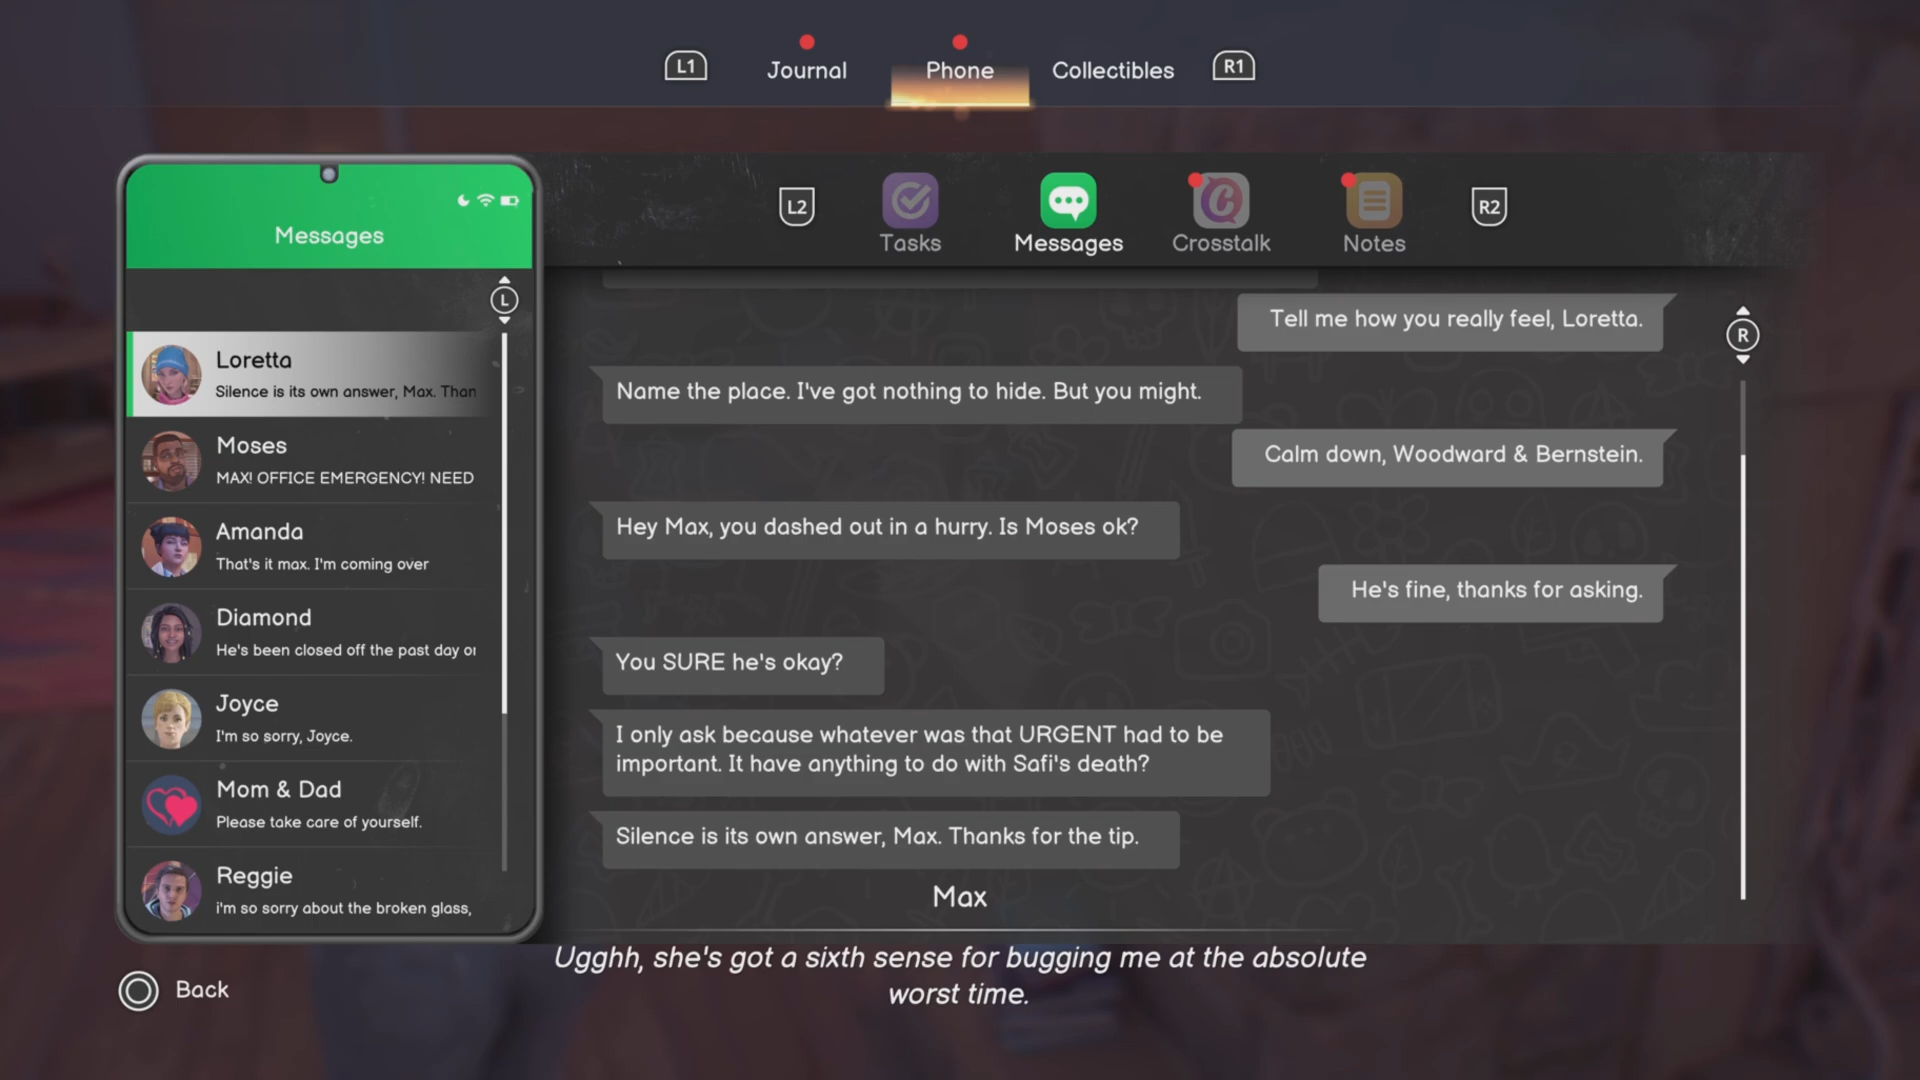 L1
Journal
Phone
Collectibles
R1
Messages
L
Loretta
Silence is its own answer, Max. Than
Moses
MAX! OFFICE EMERGENCY! NEED
Amanda
That's it max. I'm coming over
Diamond
He's been closed off the past day or
Joyce
I'm so sorry, Joyce.
Mom & Dad
Please take care of yourself.
Reggie
i'm so sorry about the broken glass,
Back
L2
Tasks
Messages
Crosstalk
Notes
R2
R
Tell me how you really feel, Loretta.
Name the place. I've got nothing to hide. But you might.
Calm down, Woodward & Bernstein.
Hey Max, you dashed out in a hurry. Is Moses ok?
He's fine, thanks for asking.
You SURE he's okay?
I only ask because whatever was that URGENT had to be
important. It have anything to do with Safi's death?
Silence is its own answer, Max. Thanks for the tip.
Max
Ugghh, she's got a sixth sense for bugging me at the absolute
worst time.